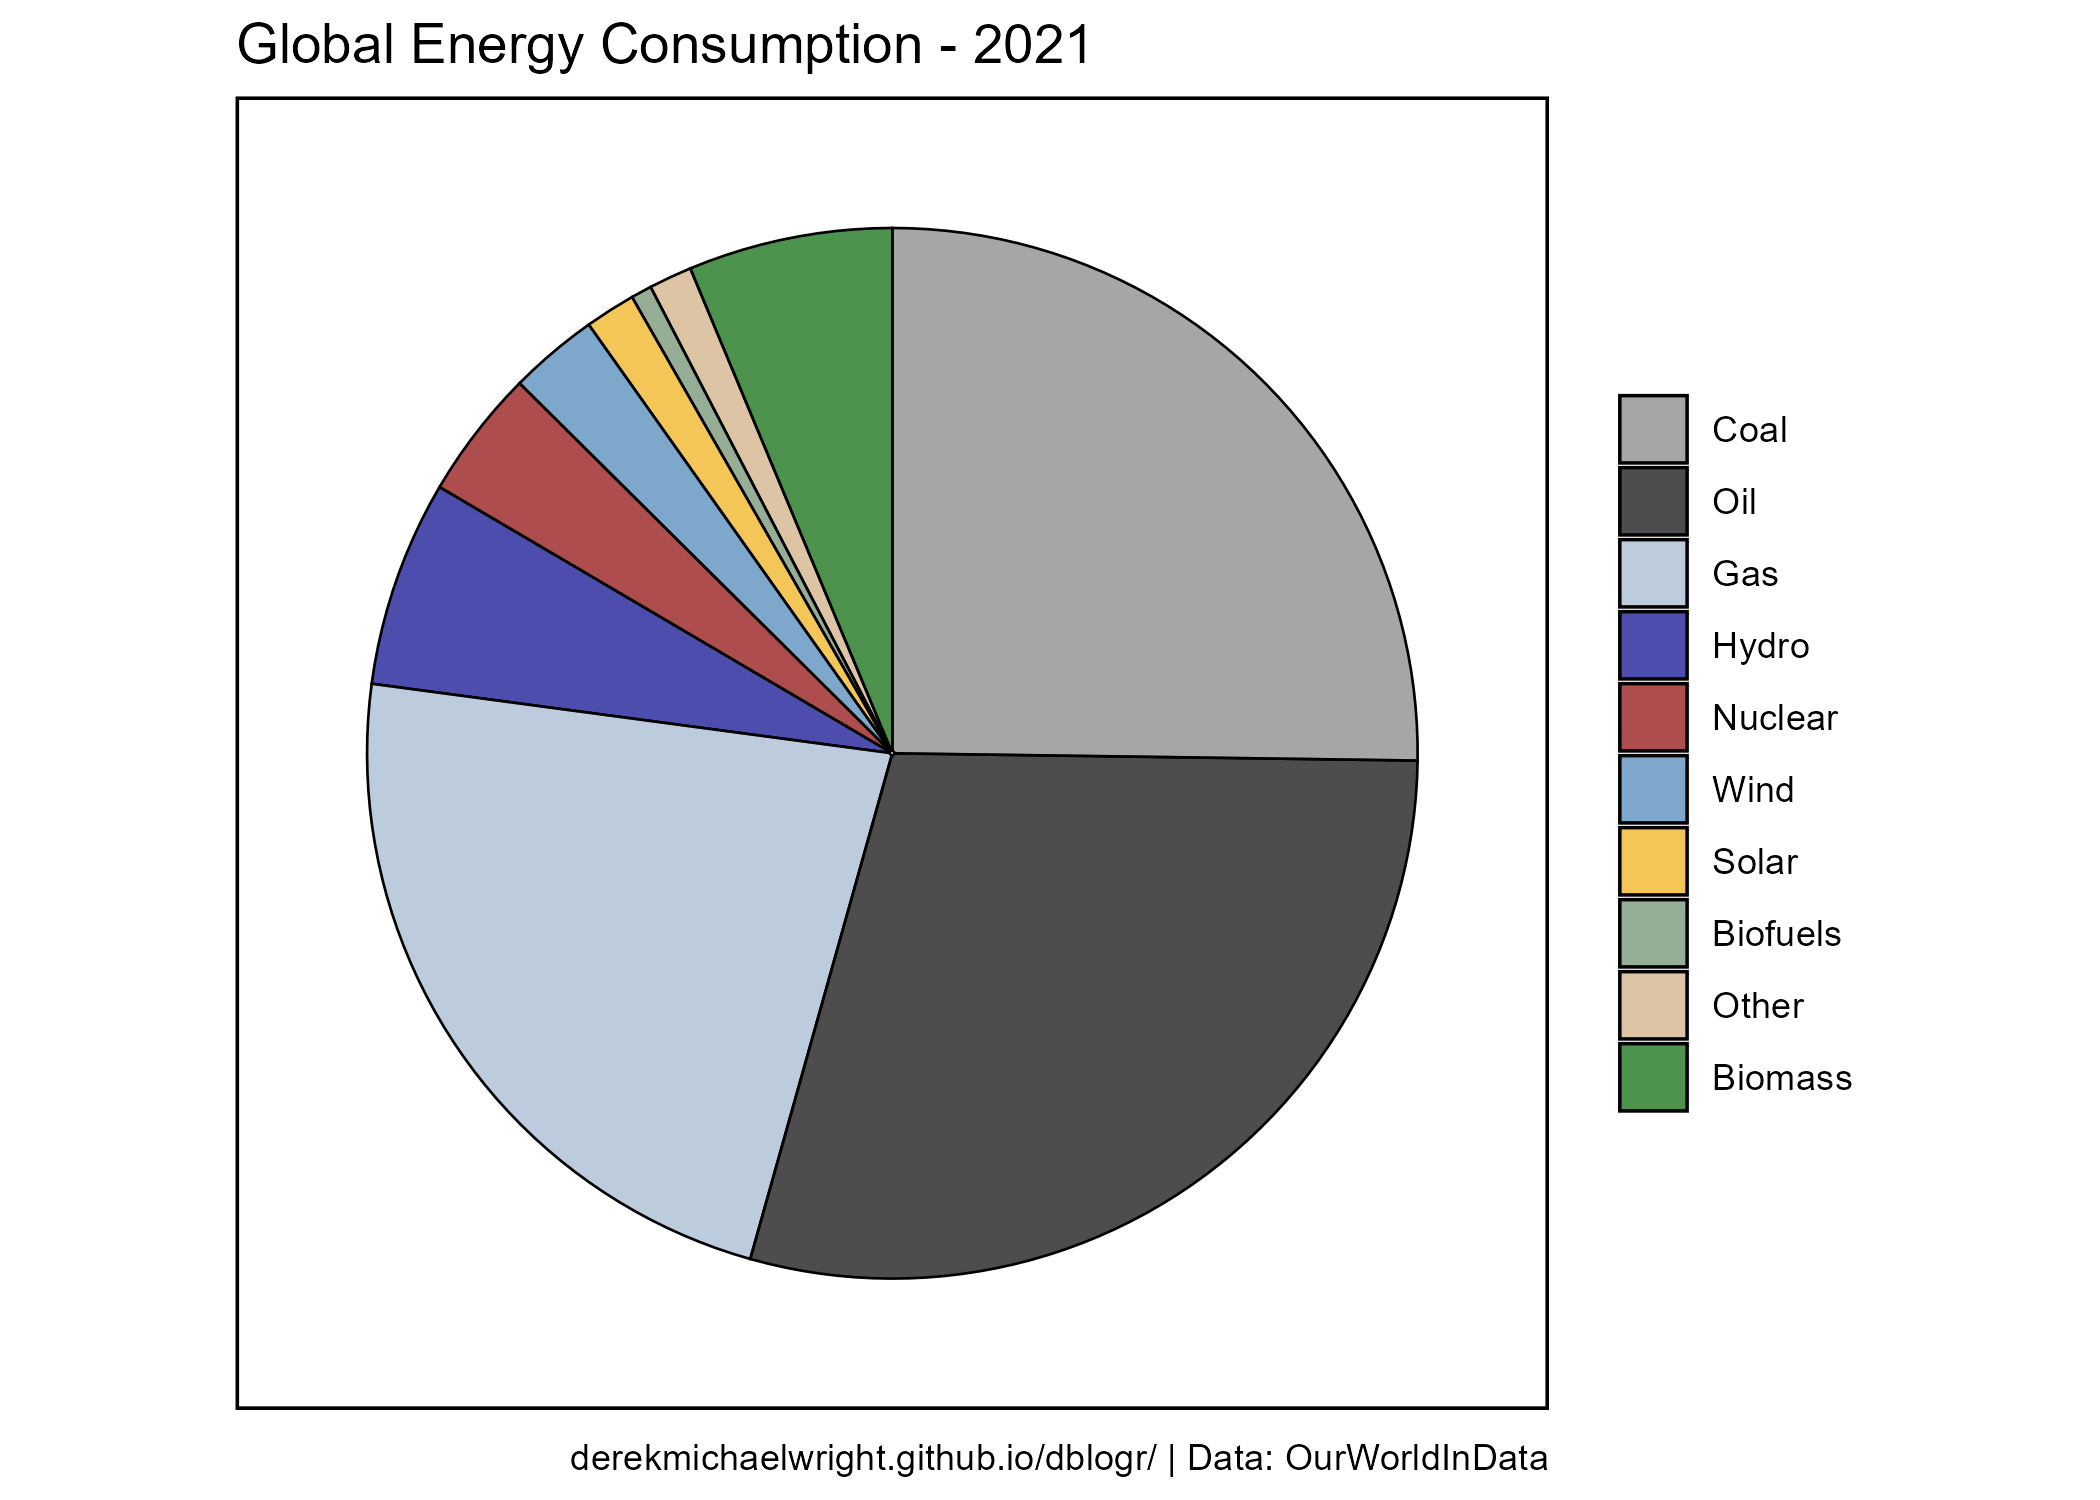 Global Energy Consumption - 2021
Coal
Oil
Gas
Hydro
Nuclear
Wind
Solar
Biofuels
Other
Biomass
derekmichaelwright.github.io/dblogr/ | Data: OurWorldInData